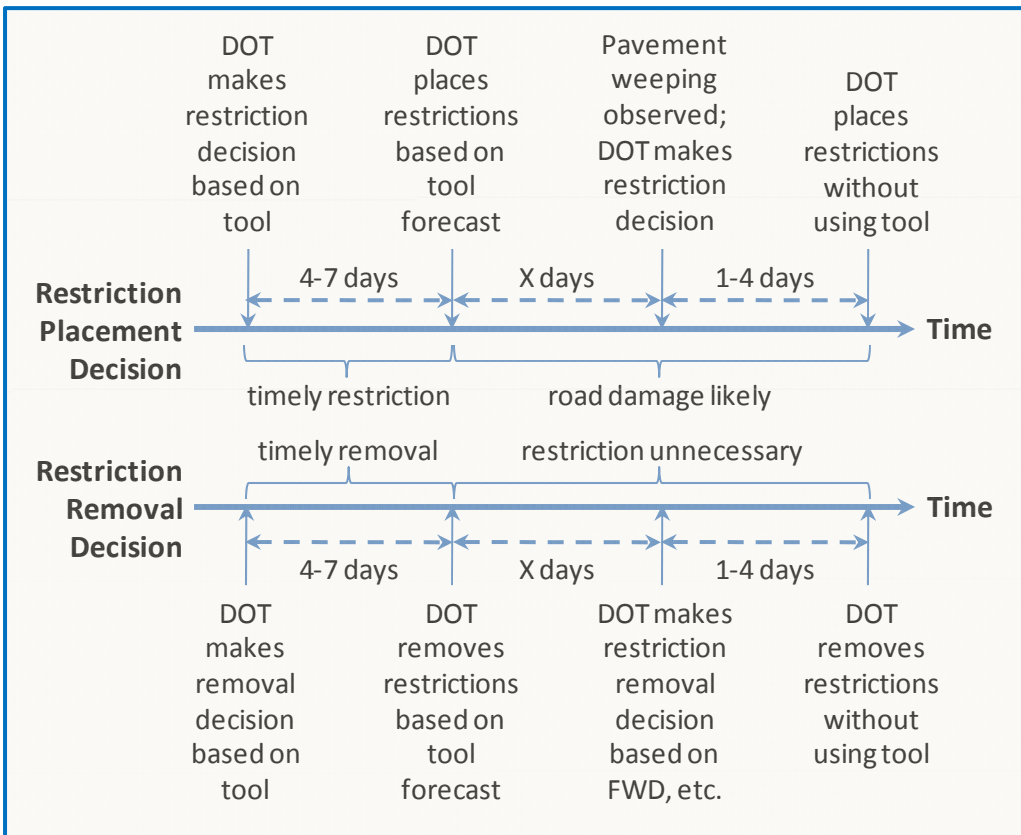 DOT
makes
restriction
decision
based on
tool
DOT
places
restrictions
based on
tool
forecast
Pavement
weeping
observed;
DOT makes
restriction
decision
DOT
places
restrictions
without
using tool
4-7 days
X days
1-4 days
Restriction
Placement
Decision
Time
timely restriction
road damage likely
timely removal
restriction unnecessary
Restriction
Removal
Decision
Time
4-7 days
X days
1-4 days
DOT
makes
removal
decision
based on
tool
DOT
removes
restrictions
based on
tool
forecast
DOT makes
restriction
removal
decision
based on
FWD, etc.
DOT
removes
restrictions
without
using tool